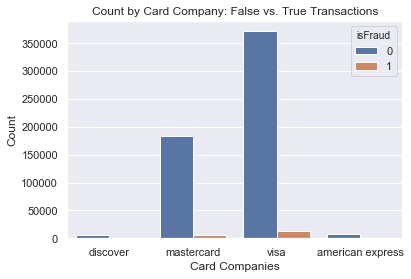 Count by Card Company: False vs. True Transactions
isFraud
0
1
350000
300000
250000
200000
150000
100000
50000
0
Count
discover mastercard visa american express
Card Companies